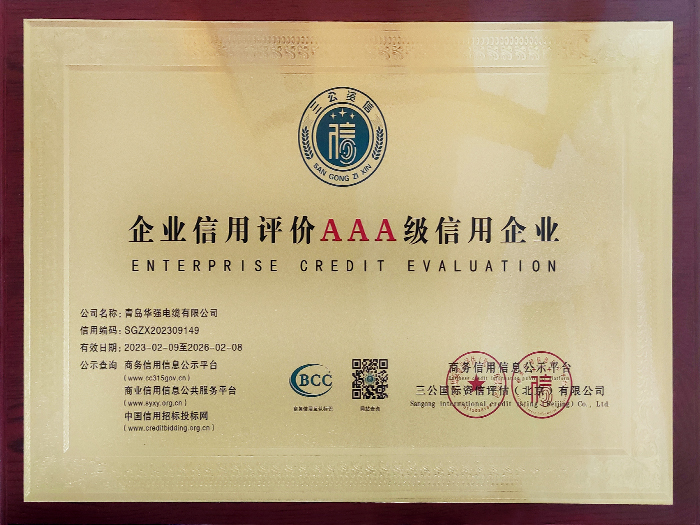 三公资信
SAN GONG ZI XIN
企业信用评价AAA级信用企业
ENTERPRISE CREDIT EVALUATION
公司名称: 青岛华强电缆有限公司
信用编码: SGZX202309149
有效日期: 2023-02-09至2026-02-08
公示查询 商务信用信息公示平台
(www.cc315gov.cn)
商业信用信息公共服务平台
(www.syxy.org.cn)
中国信用招标投标网
(www.creditbidding.org.cn)
BCC
商务信用信息公示平台
三公国际资信评估(北京)有限公司
Sangong international credit (Beijing) Co., Ltd